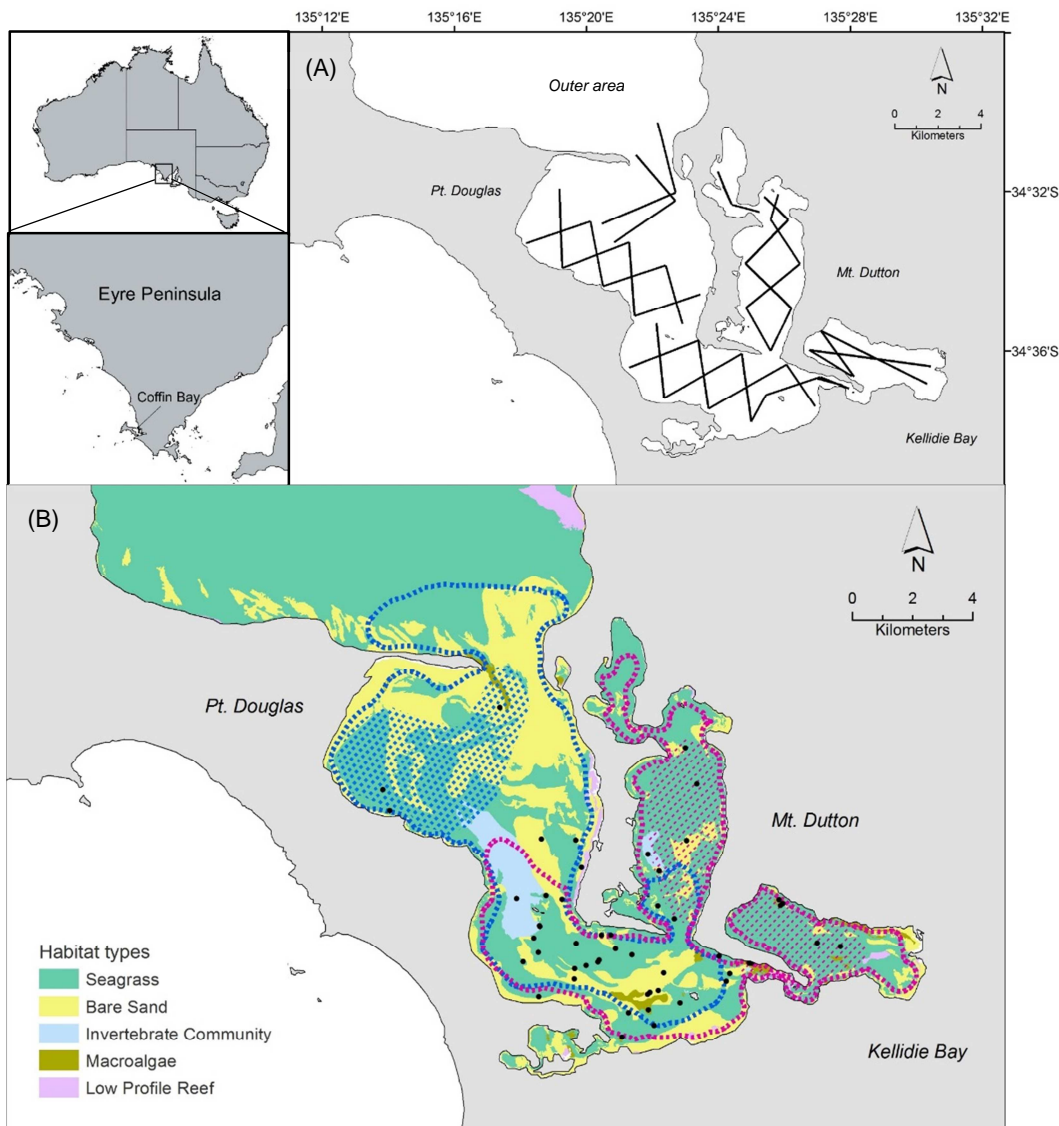 135°12'E 135°16'E 135°20'E 135°24'E 135°28'E 135°32'E
(A)
Outer area
N
0 2 4
Kilometers
Pt. Douglas
34°32'S
Mt. Dutton
34°36'S
Kellidie Bay
Eyre Peninsula
Coffin Bay
(B)
N
0 2 4
Kilometers
Pt. Douglas
Mt. Dutton
Kellidie Bay
Habitat types
Seagrass
Bare Sand
Invertebrate Community
Macroalgae
Low Profile Reef